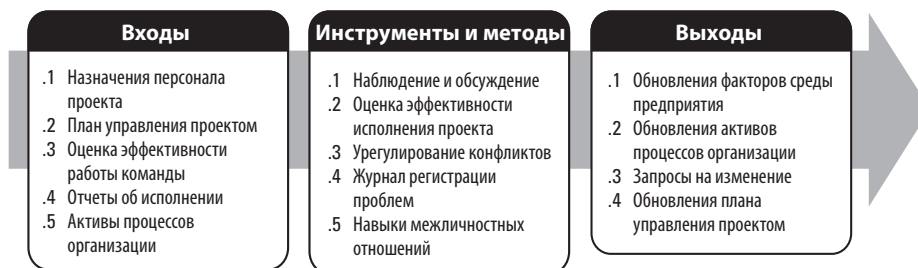 Входы
.1 Назначения персонала
проекта
.2 План управления проектом
.3 Оценка эффективности
работы команды
.4 Отчеты об исполнении
.5 Активы процессов
организации
Инструменты и методы
.1 Наблюдение и обсуждение
.2 Оценка эффективности
исполнения проекта
.3 Урегулирование конфликтов
.4 Журнал регистрации
проблем
.5 Навыки межличностных
отношений
Выходы
.1 Обновления факторов среды
предприятия
.2 Обновления активов
процессов организации
.3 Запросы на изменение
.4 Обновления плана
управления проектом